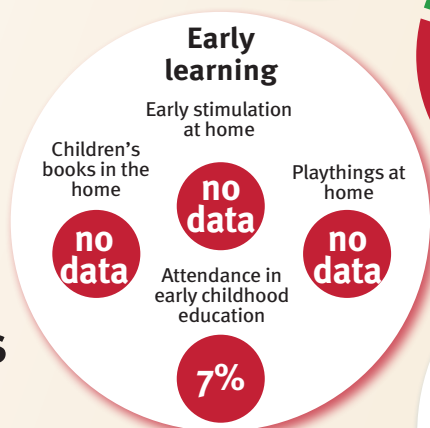 Early
learning
Early stimulation
at home
Children's
books in the
home
no
data
Playthings at
home
no
data
no
data
Attendance in
early childhood
education
7%
s